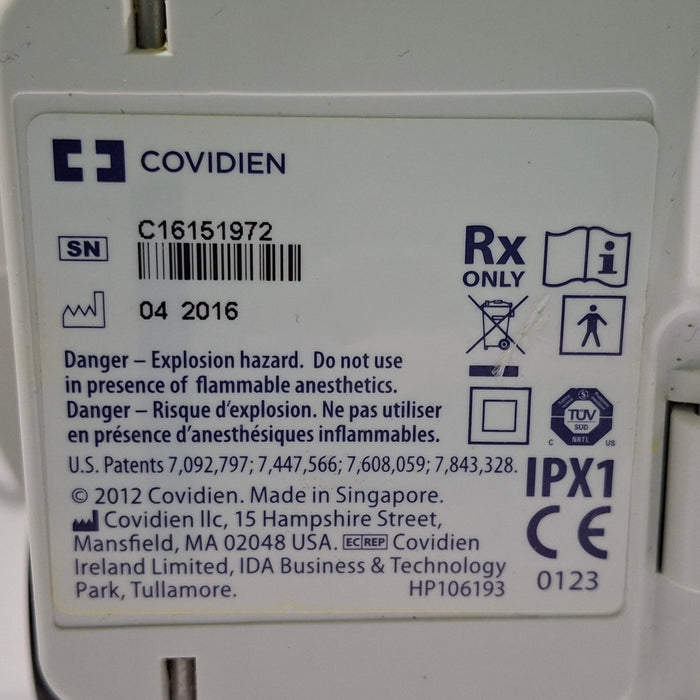 COVIDIEN
SN C16151972
04 2016
Rx
ONLY
i
Danger – Explosion hazard. Do not use
in presence of flammable anesthetics.
Danger – Risque d'explosion. Ne pas utiliser
en présence d'anesthésiques inflammables.
TÜV
SÜD
NRTL
C US
U.S. Patents 7,092,797; 7,447,566; 7,608,059; 7,843,328.
IPX1
© 2012 Covidien. Made in Singapore.
Covidien llc, 15 Hampshire Street,
Mansfield, MA 02048 USA. EC REP Covidien
Ireland Limited, IDA Business & Technology
Park, Tullamore. HP106193
CE
0123